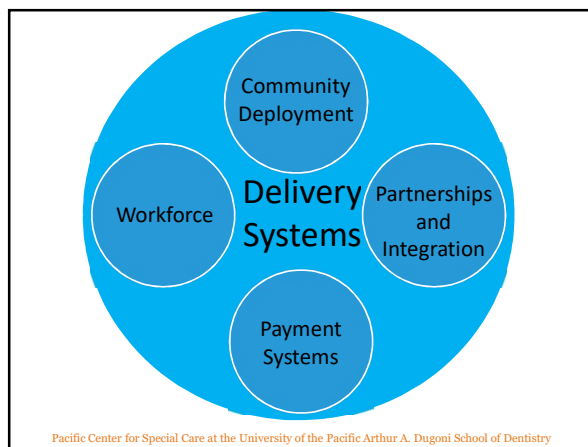 Community
Deployment
Workforce
Delivery
Systems
Partnerships
and
Integration
Payment
Systems
Pacific Center for Special Care at the University of the Pacific Arthur A. Dugoni School of Dentistry